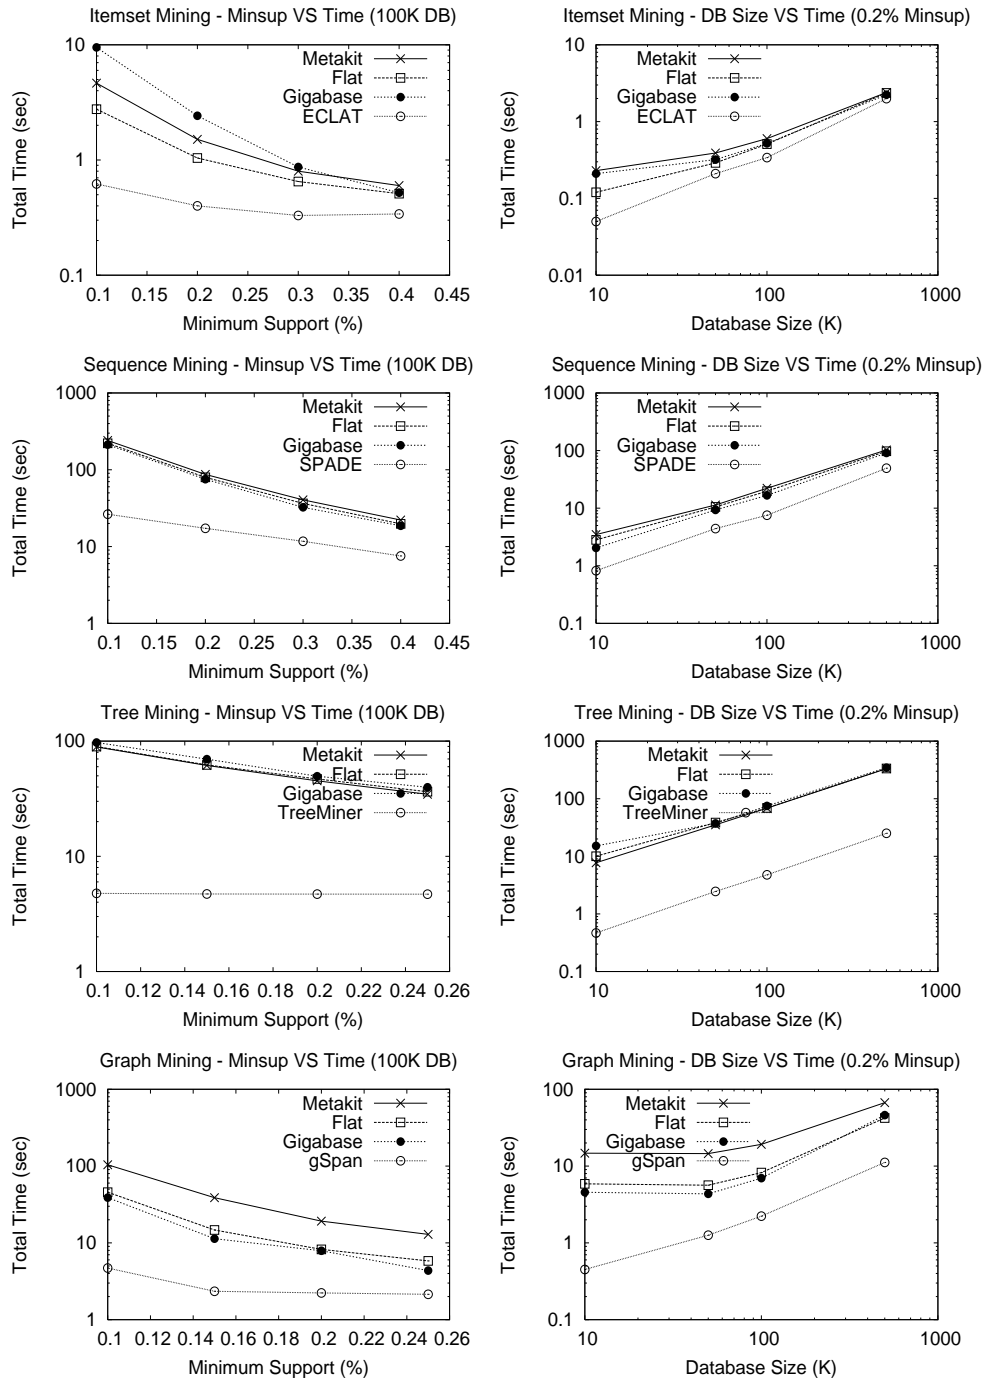 Itemset Mining - Minsup VS Time (100K DB)
Total Time (sec)
10
1
0.1
Metakit
Flat
Gigabase
ECLAT
0.1 0.15 0.2 0.25 0.3 0.35 0.4 0.45
Minimum Support (%)
Itemset Mining - DB Size VS Time (0.2% Minsup)
Total Time (sec)
10
1
0.1
0.01
Metakit
Flat
Gigabase
ECLAT
10 100 1000
Database Size (K)
Sequence Mining - Minsup VS Time (100K DB)
Total Time (sec)
1000
100
10
1
Metakit
Flat
Gigabase
SPADE
0.1 0.15 0.2 0.25 0.3 0.35 0.4 0.45
Minimum Support (%)
Sequence Mining - DB Size VS Time (0.2% Minsup)
Total Time (sec)
1000
100
10
1
0.1
Metakit
Flat
Gigabase
SPADE
10 100 1000
Database Size (K)
Tree Mining - Minsup VS Time (100K DB)
Total Time (sec)
100
10
1
Metakit
Flat
Gigabase
TreeMiner
0.1 0.12 0.14 0.16 0.18 0.2 0.22 0.24 0.26
Minimum Support (%)
Tree Mining - DB Size VS Time (0.2% Minsup)
Total Time (sec)
1000
100
10
1
0.1
Metakit
Flat
Gigabase
TreeMiner
10 100 1000
Database Size (K)
Graph Mining - Minsup VS Time (100K DB)
Total Time (sec)
1000
100
10
1
Metakit
Flat
Gigabase
gSpan
0.1 0.12 0.14 0.16 0.18 0.2 0.22 0.24 0.26
Minimum Support (%)
Graph Mining - DB Size VS Time (0.2% Minsup)
Total Time (sec)
100
10
1
0.1
Metakit
Flat
Gigabase
gSpan
10 100 1000
Database Size (K)